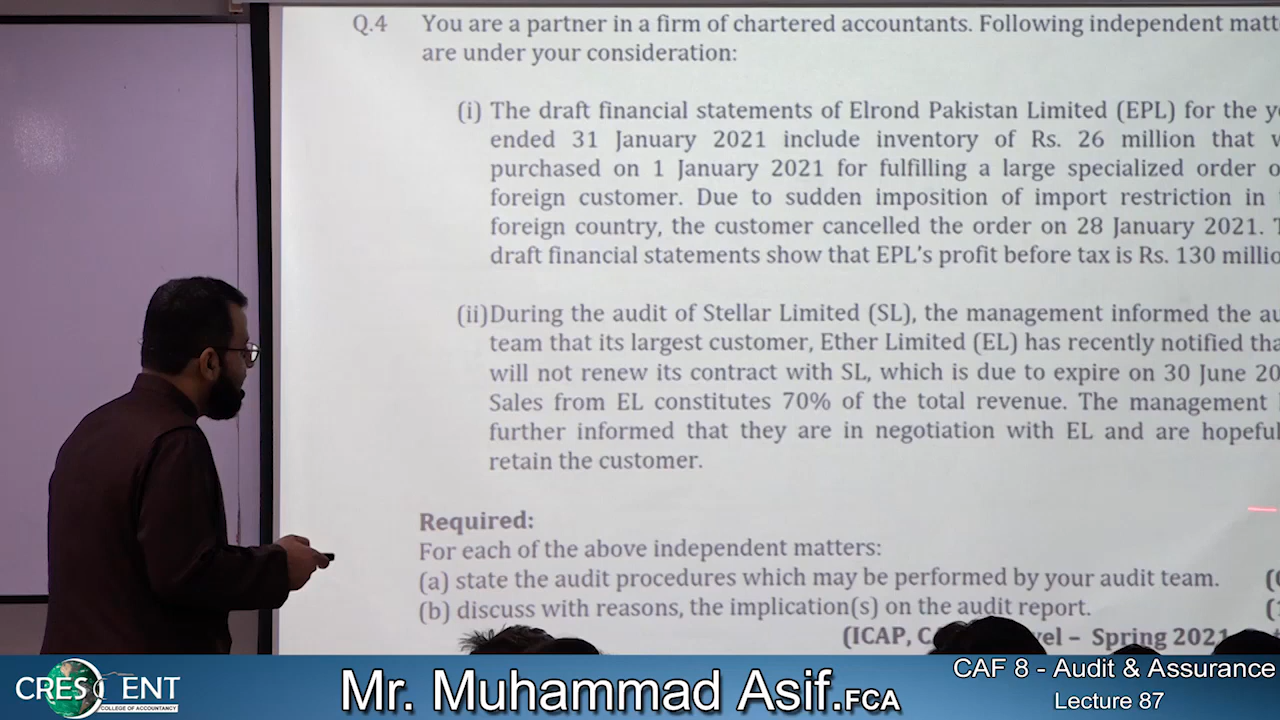 Q.4 You are a partner in a firm of chartered accountants. Following independent
are under your consideration:
(i) The draft financial statements of Elrond Pakistan Limited (EPL) for the
ended 31 January 2021 include inventory of Rs. 26 million that
purchased on 1 January 2021 for fulfilling a large specialized order
foreign customer. Due to sudden imposition of import restriction in
foreign country, the customer cancelled the order on 28 January 2021.
draft financial statements show that EPL's profit before tax is Rs. 130
(ii) During the audit of Stellar Limited (SL), the management informed the
team that its largest customer, Ether Limited (EL) has recently notified
will not renew its contract with SL, which is due to expire on 30 June
Sales from EL constitutes 70% of the total revenue. The management
further informed that they are in negotiation with EL and are hopeful
retain the customer.
Required:
For each of the above independent matters:
(a) state the audit procedures which may be performed by your audit team.
(b) discuss with reasons, the implication(s) on the audit report.
(ICAP, – Spring 2021
CRESCENT
COLLEGE OF ACCOUNTANCY
Mr. Muhammad Asif.FCA
CAF 8 - Audit & Assurance
Lecture 87